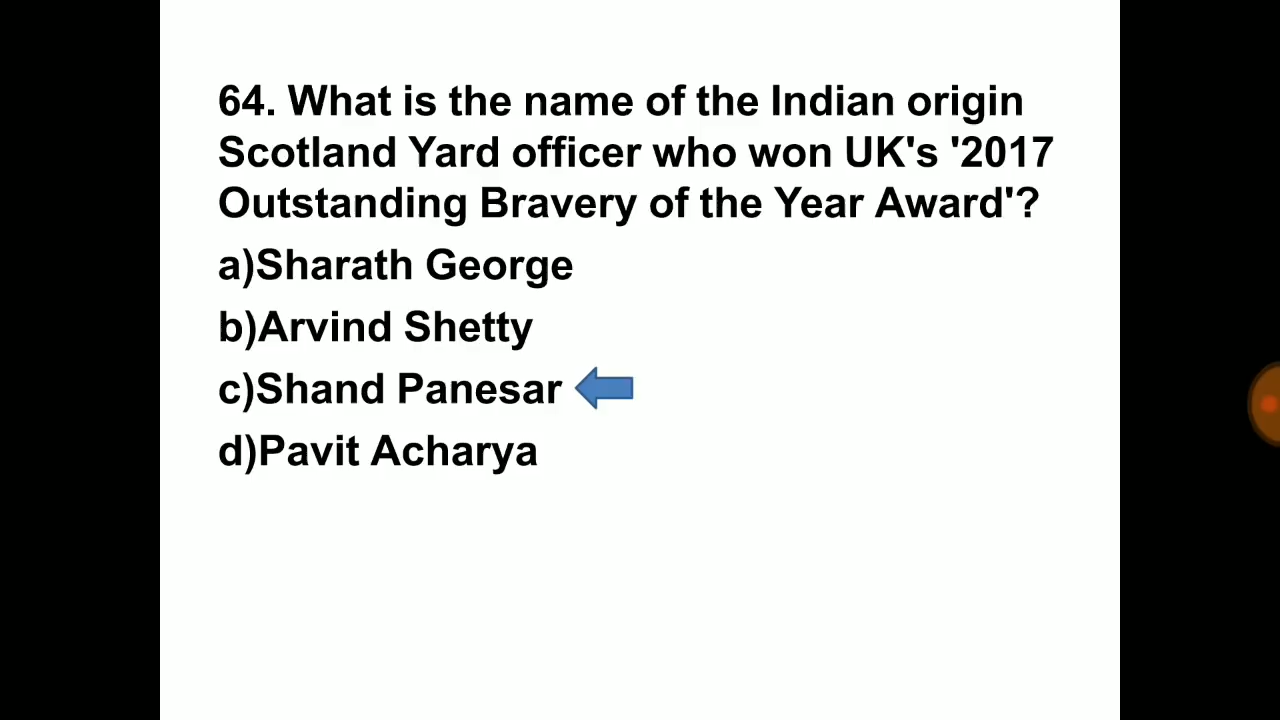 64. What is the name of the Indian origin
Scotland Yard officer who won UK's '2017
Outstanding Bravery of the Year Award'?
a)Sharath George
b)Arvind Shetty
c)Shand Panesar
d)Pavit Acharya